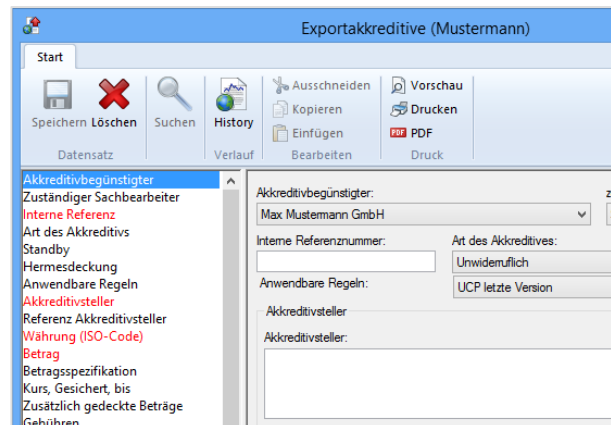 Exportakkreditive (Mustermann)
Start
Speichern Löschen Suchen History
Ausschneiden
Kopieren
Einfügen
Vorschau
Drucken
PDF PDF
Datensatz Verlauf Bearbeiten Druck
Akkreditivbegünstigter
Zuständiger Sachbearbeiter
Interne Referenz
Art des Akkreditivs
Standby
Hermesdeckung
Anwendbare Regeln
Akkreditivsteller
Referenz Akkreditivsteller
Währung (ISO-Code)
Betrag
Betragsspezifikation
Kurs, Gesichert, bis
Zusätzlich gedeckte Beträge
Gebühren
Akkreditivbegünstigter: z
Max Mustermann GmbH
Interne Referenznummer: Art des Akkreditives:
Unwiderruflich
Anwendbare Regeln: UCP letzte Version
Akkreditivsteller
Akkreditivsteller: